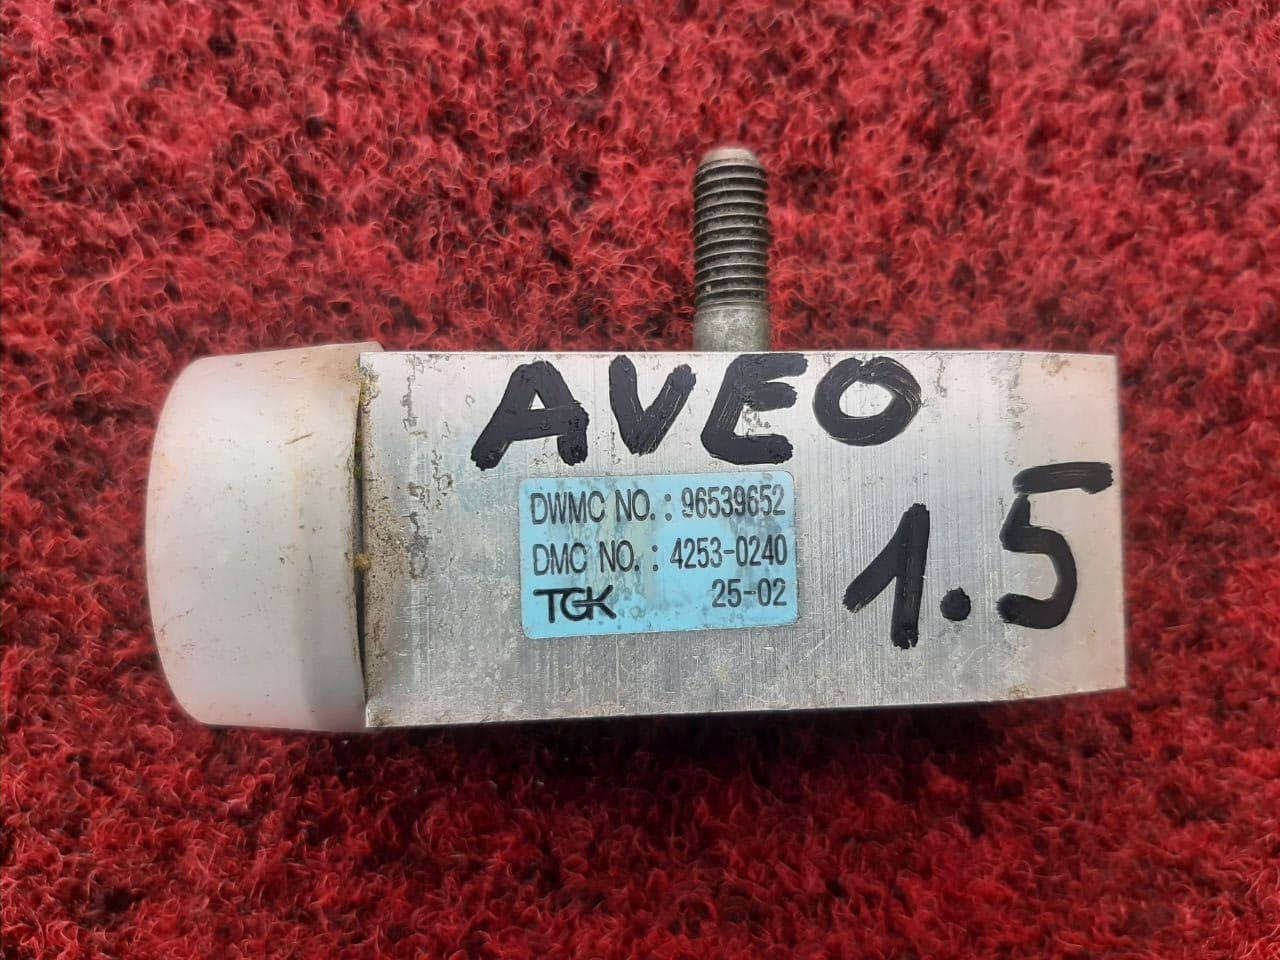 AVEO
1.5
DWMC NO. : 96539652
DMC NO. : 4253-0240
TGK 25-02